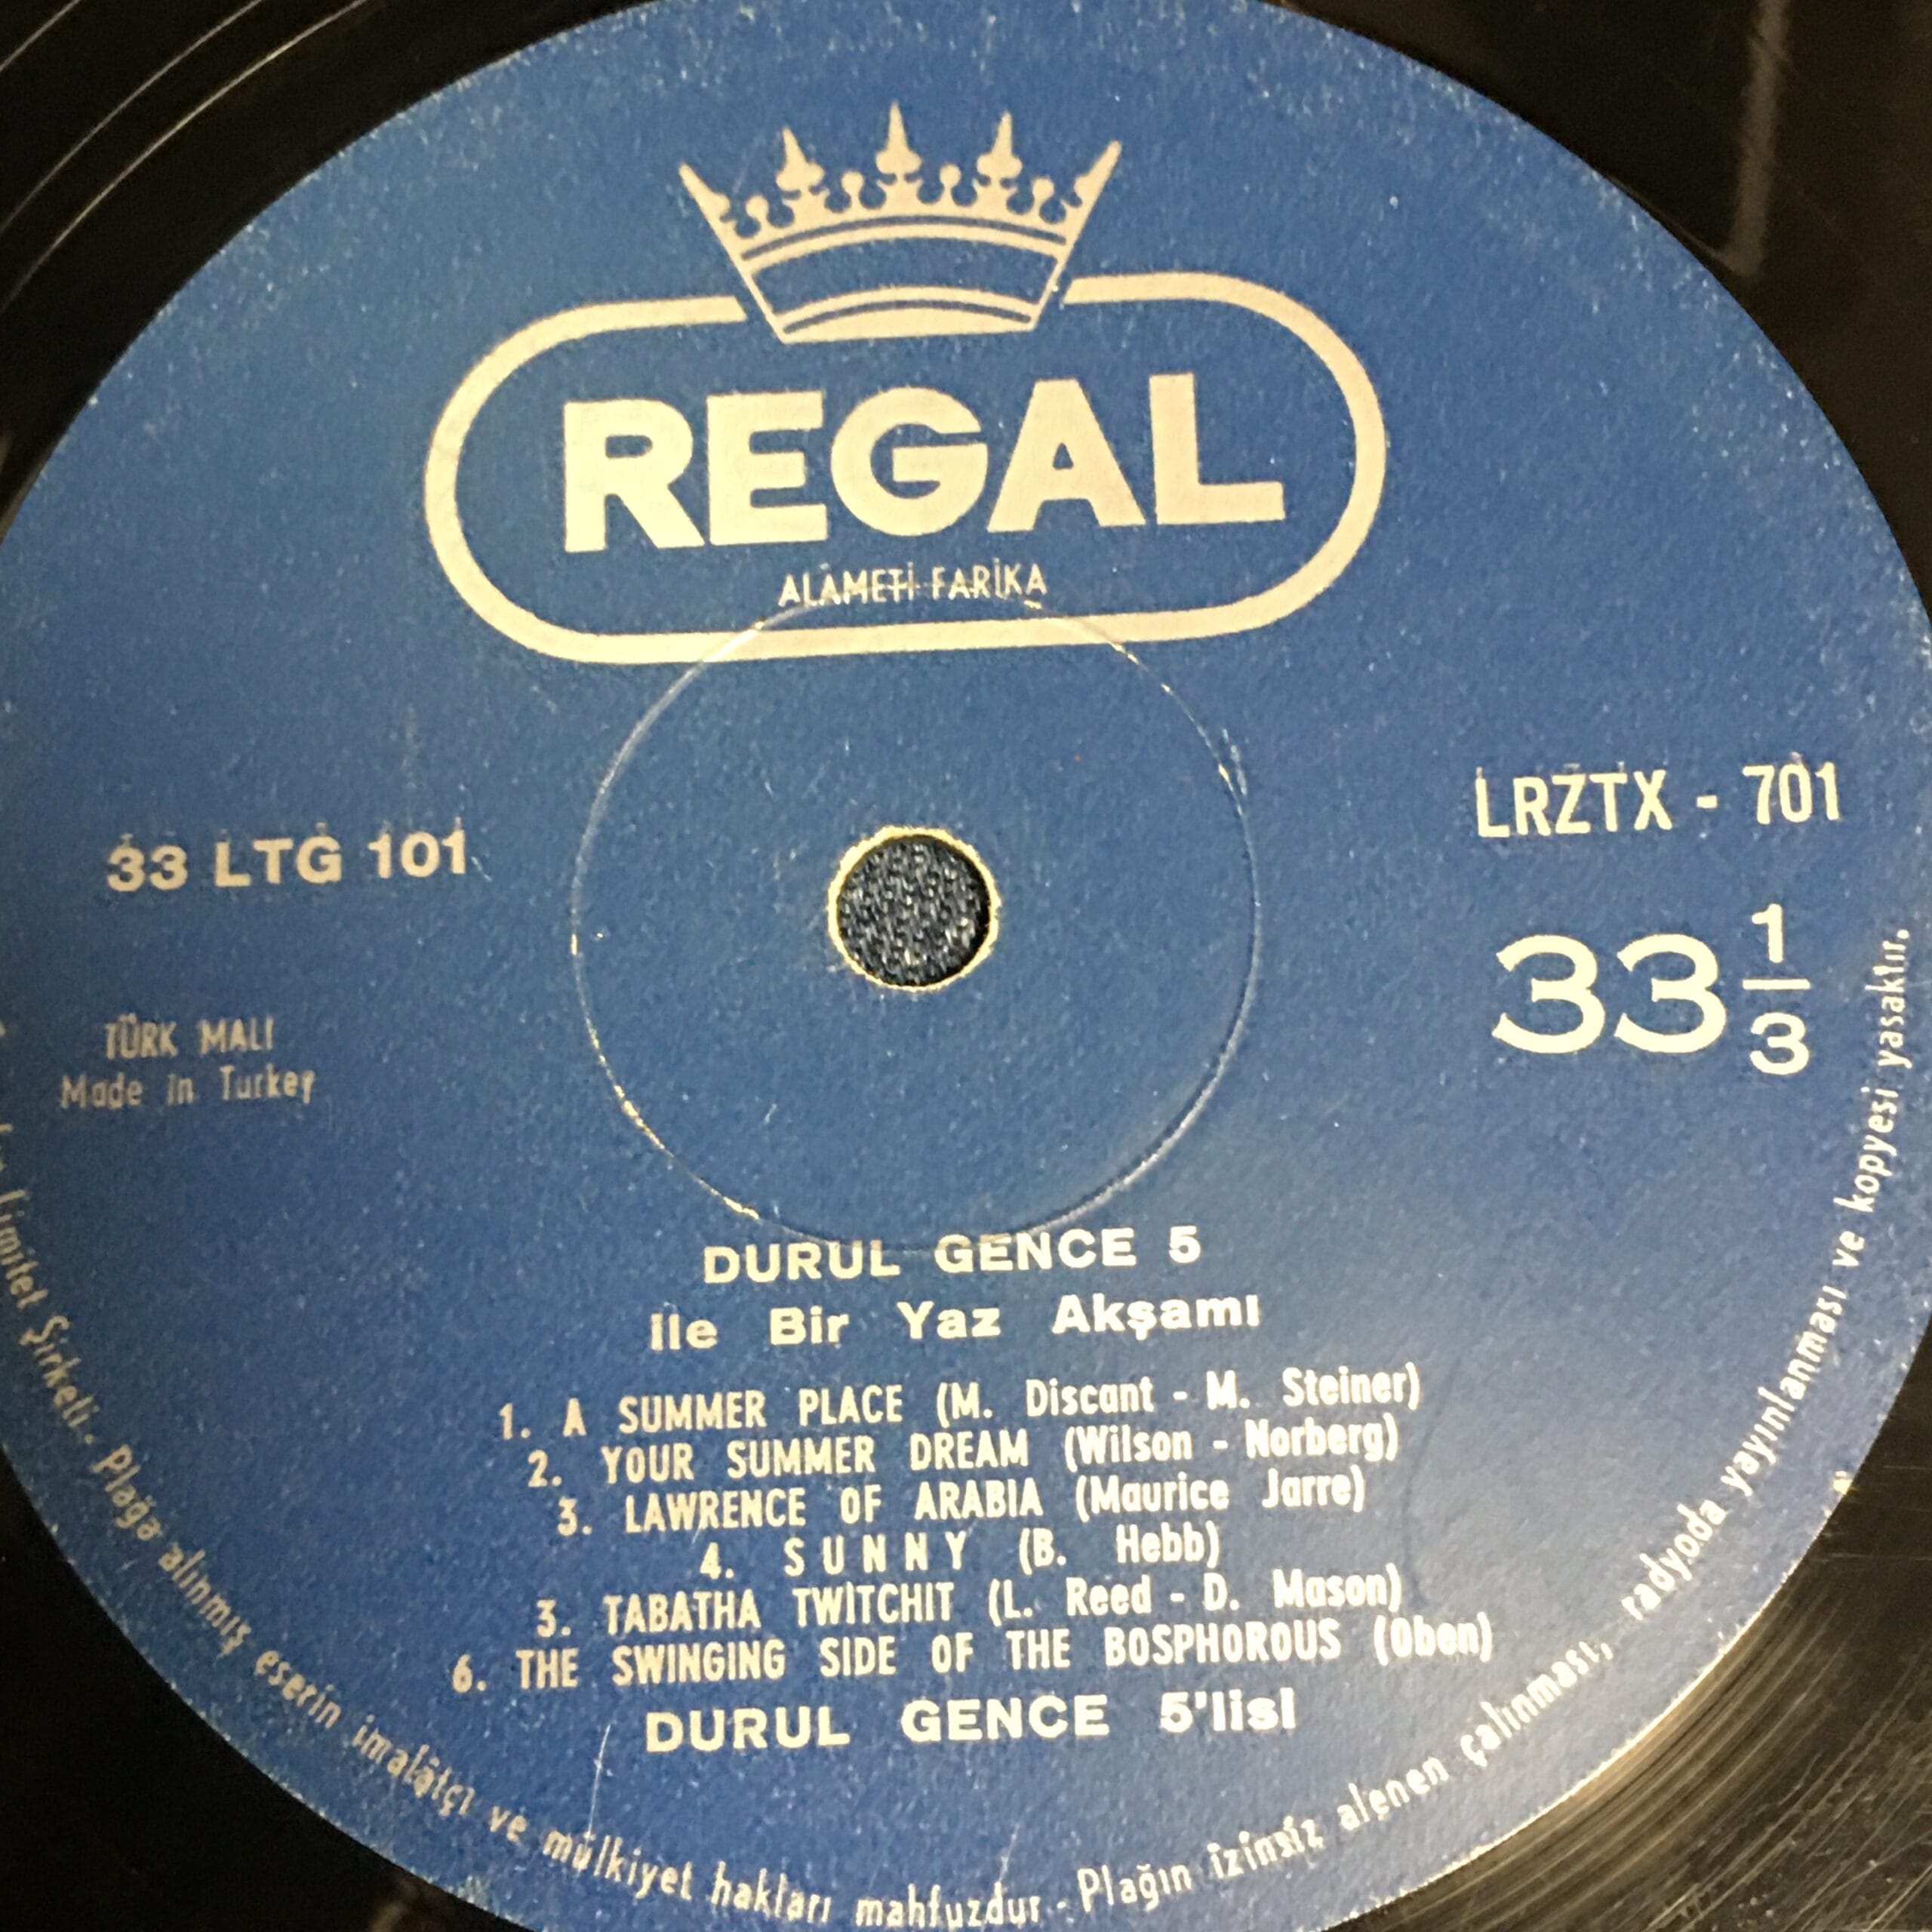 REGAL
ALÂMETİ FARİKA
33 LTG 101
LRZTX - 701
33 1/3
TÜRK MALI
Made in Turkey
DURUL GENCE 5
ile Bir Yaz Akşamı
1. A SUMMER PLACE (M. Discant - M. Steiner)
2. YOUR SUMMER DREAM (Wilson - Norberg)
3. LAWRENCE OF ARABIA (Maurice Jarre)
4. SUNNY (B. Hebb)
3. TABATHA TWİTCHIT (L. Reed - D. Mason)
6. THE SWINGING SIDE OF THE BOSPHOROUS (Oben)
DURUL GENCE 5'lisi
Limitet Şirketi. Plağa alınmış eserin imalâtçı ve mülkiyet hakları mahfuzdur - Plağın izinsiz alenen çalınması, radyoda yayınlanması ve kopyesi yasaktır.